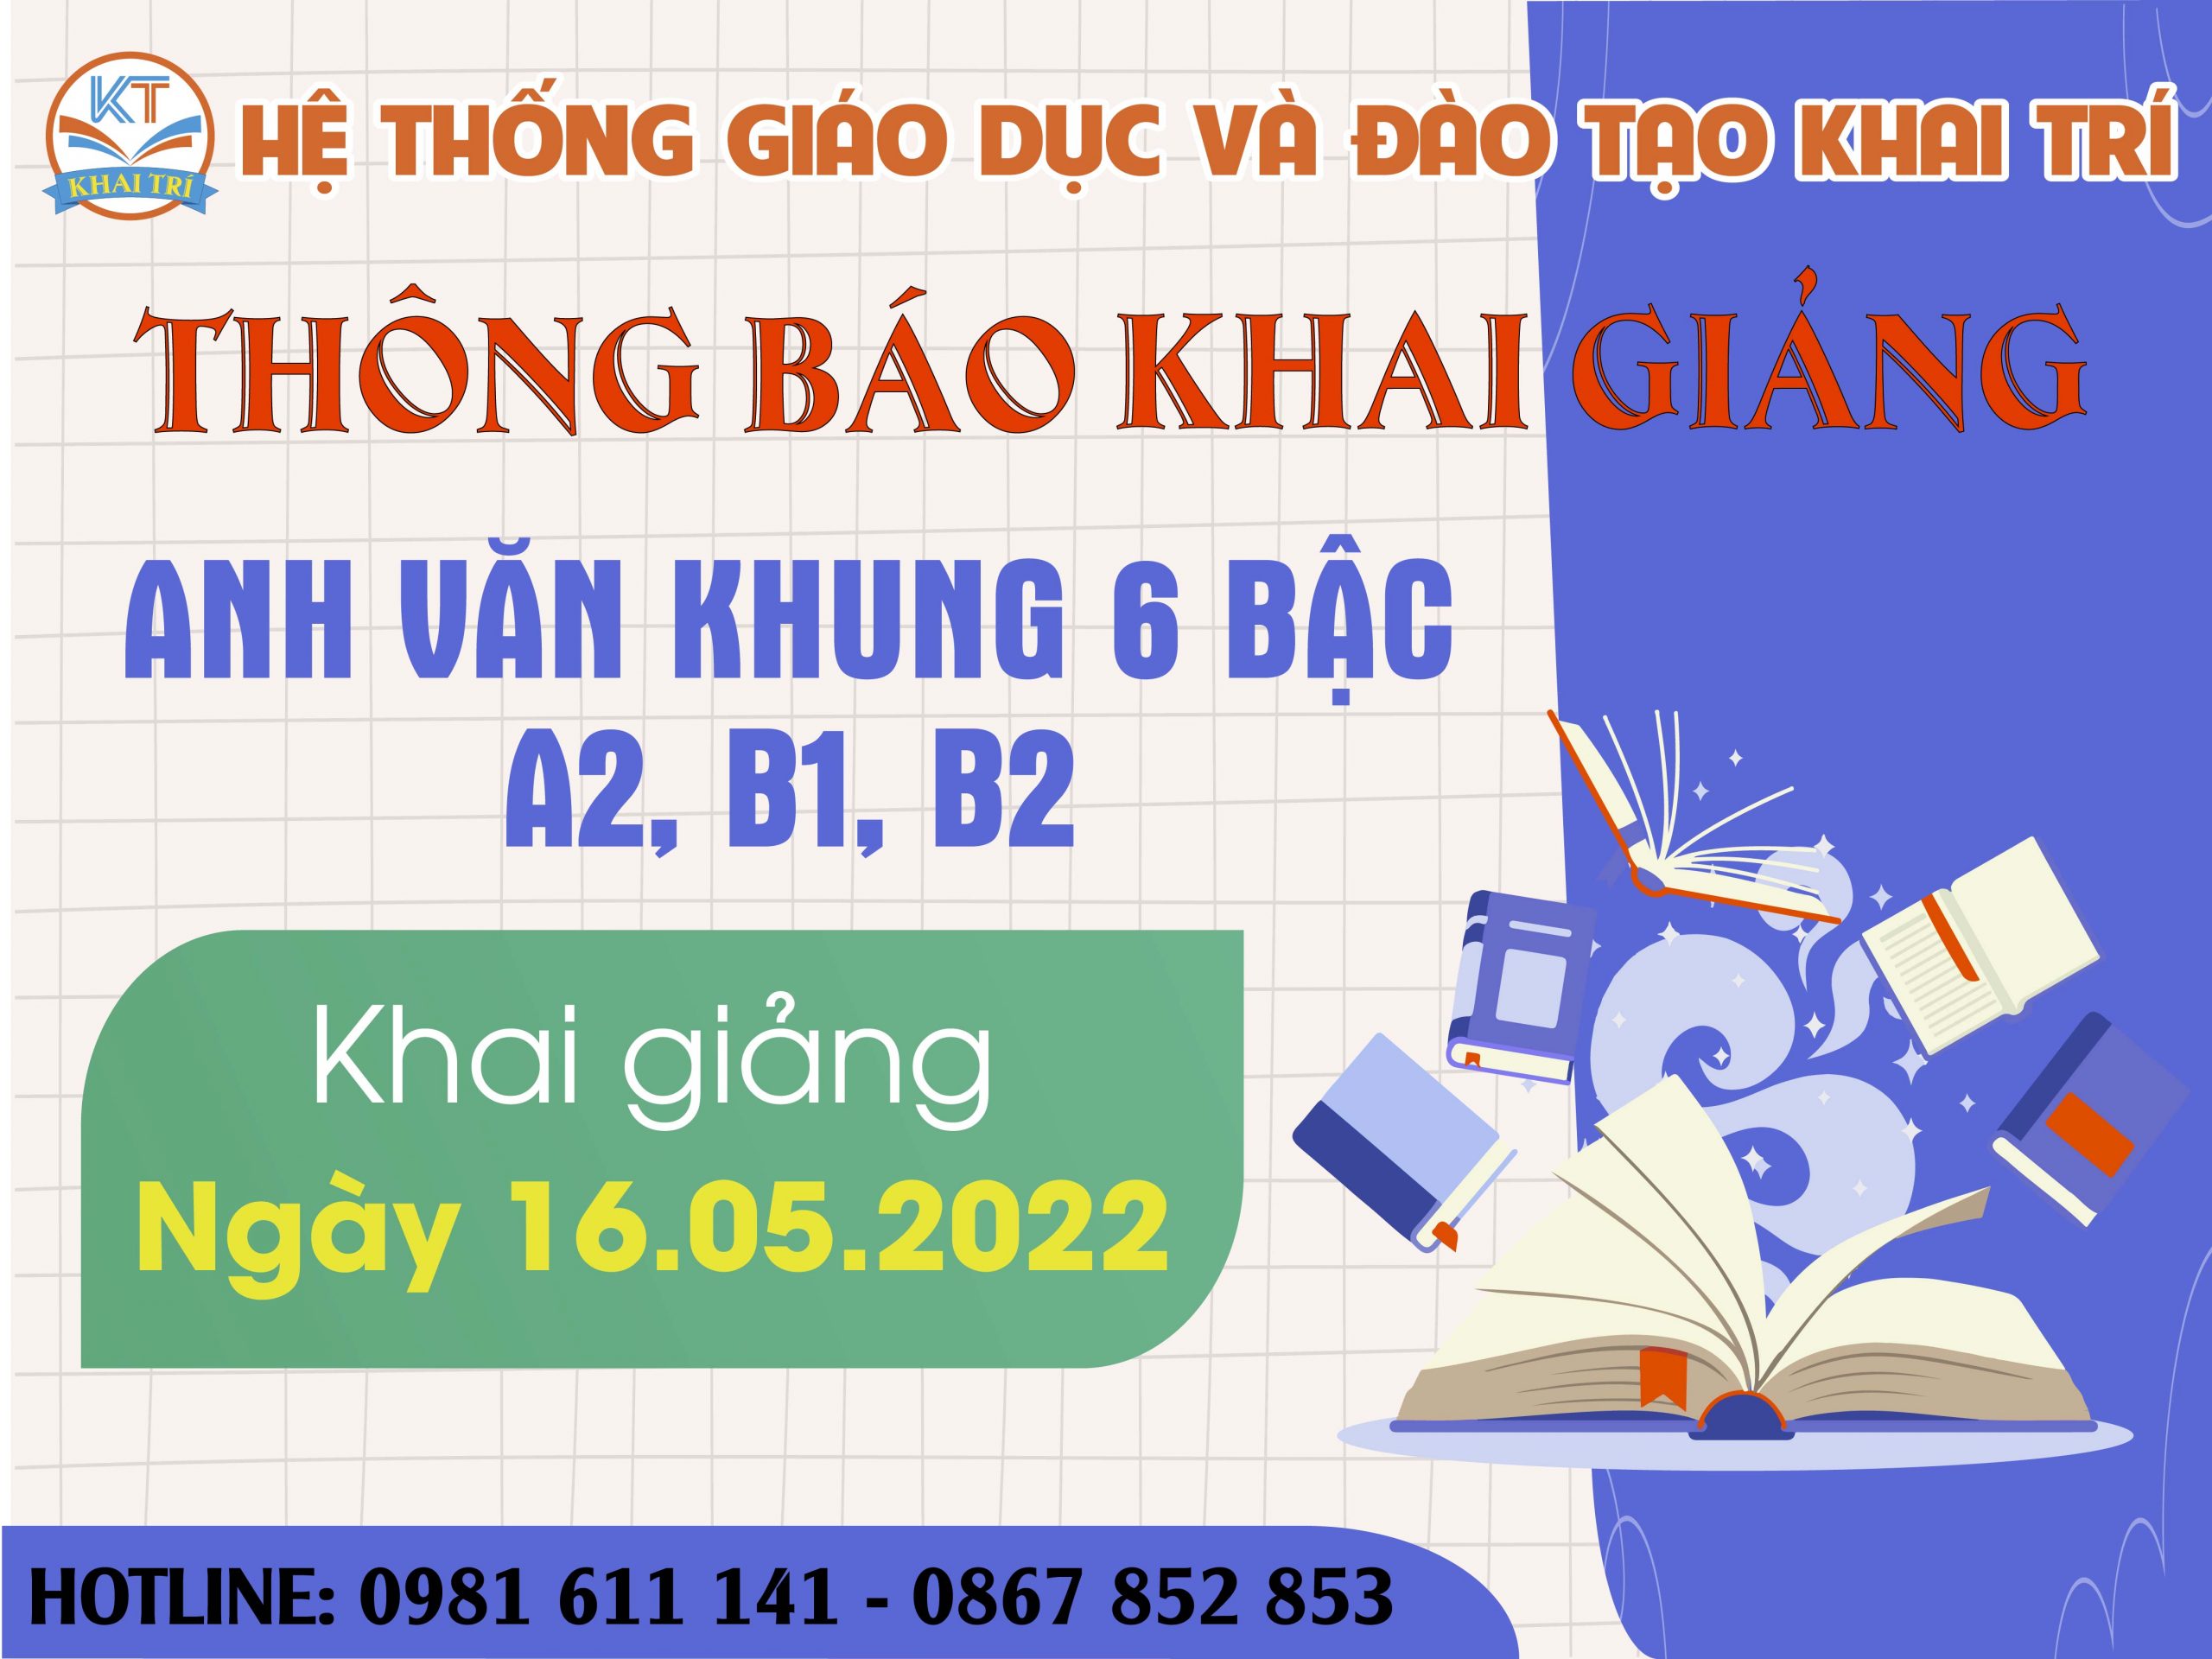 KT
KHAI TRÍ
HỆ THỐNG GIÁO DỤC VÀ ĐÀO TẠO KHAI TRÍ
THÔNG BÁO KHAI GIẢNG
ANH VĂN KHUNG 6 BẬC
A2, B1, B2
Khai giảng
Ngày 16.05.2022
HOTLINE: 0981 611 141 - 0867 852 853